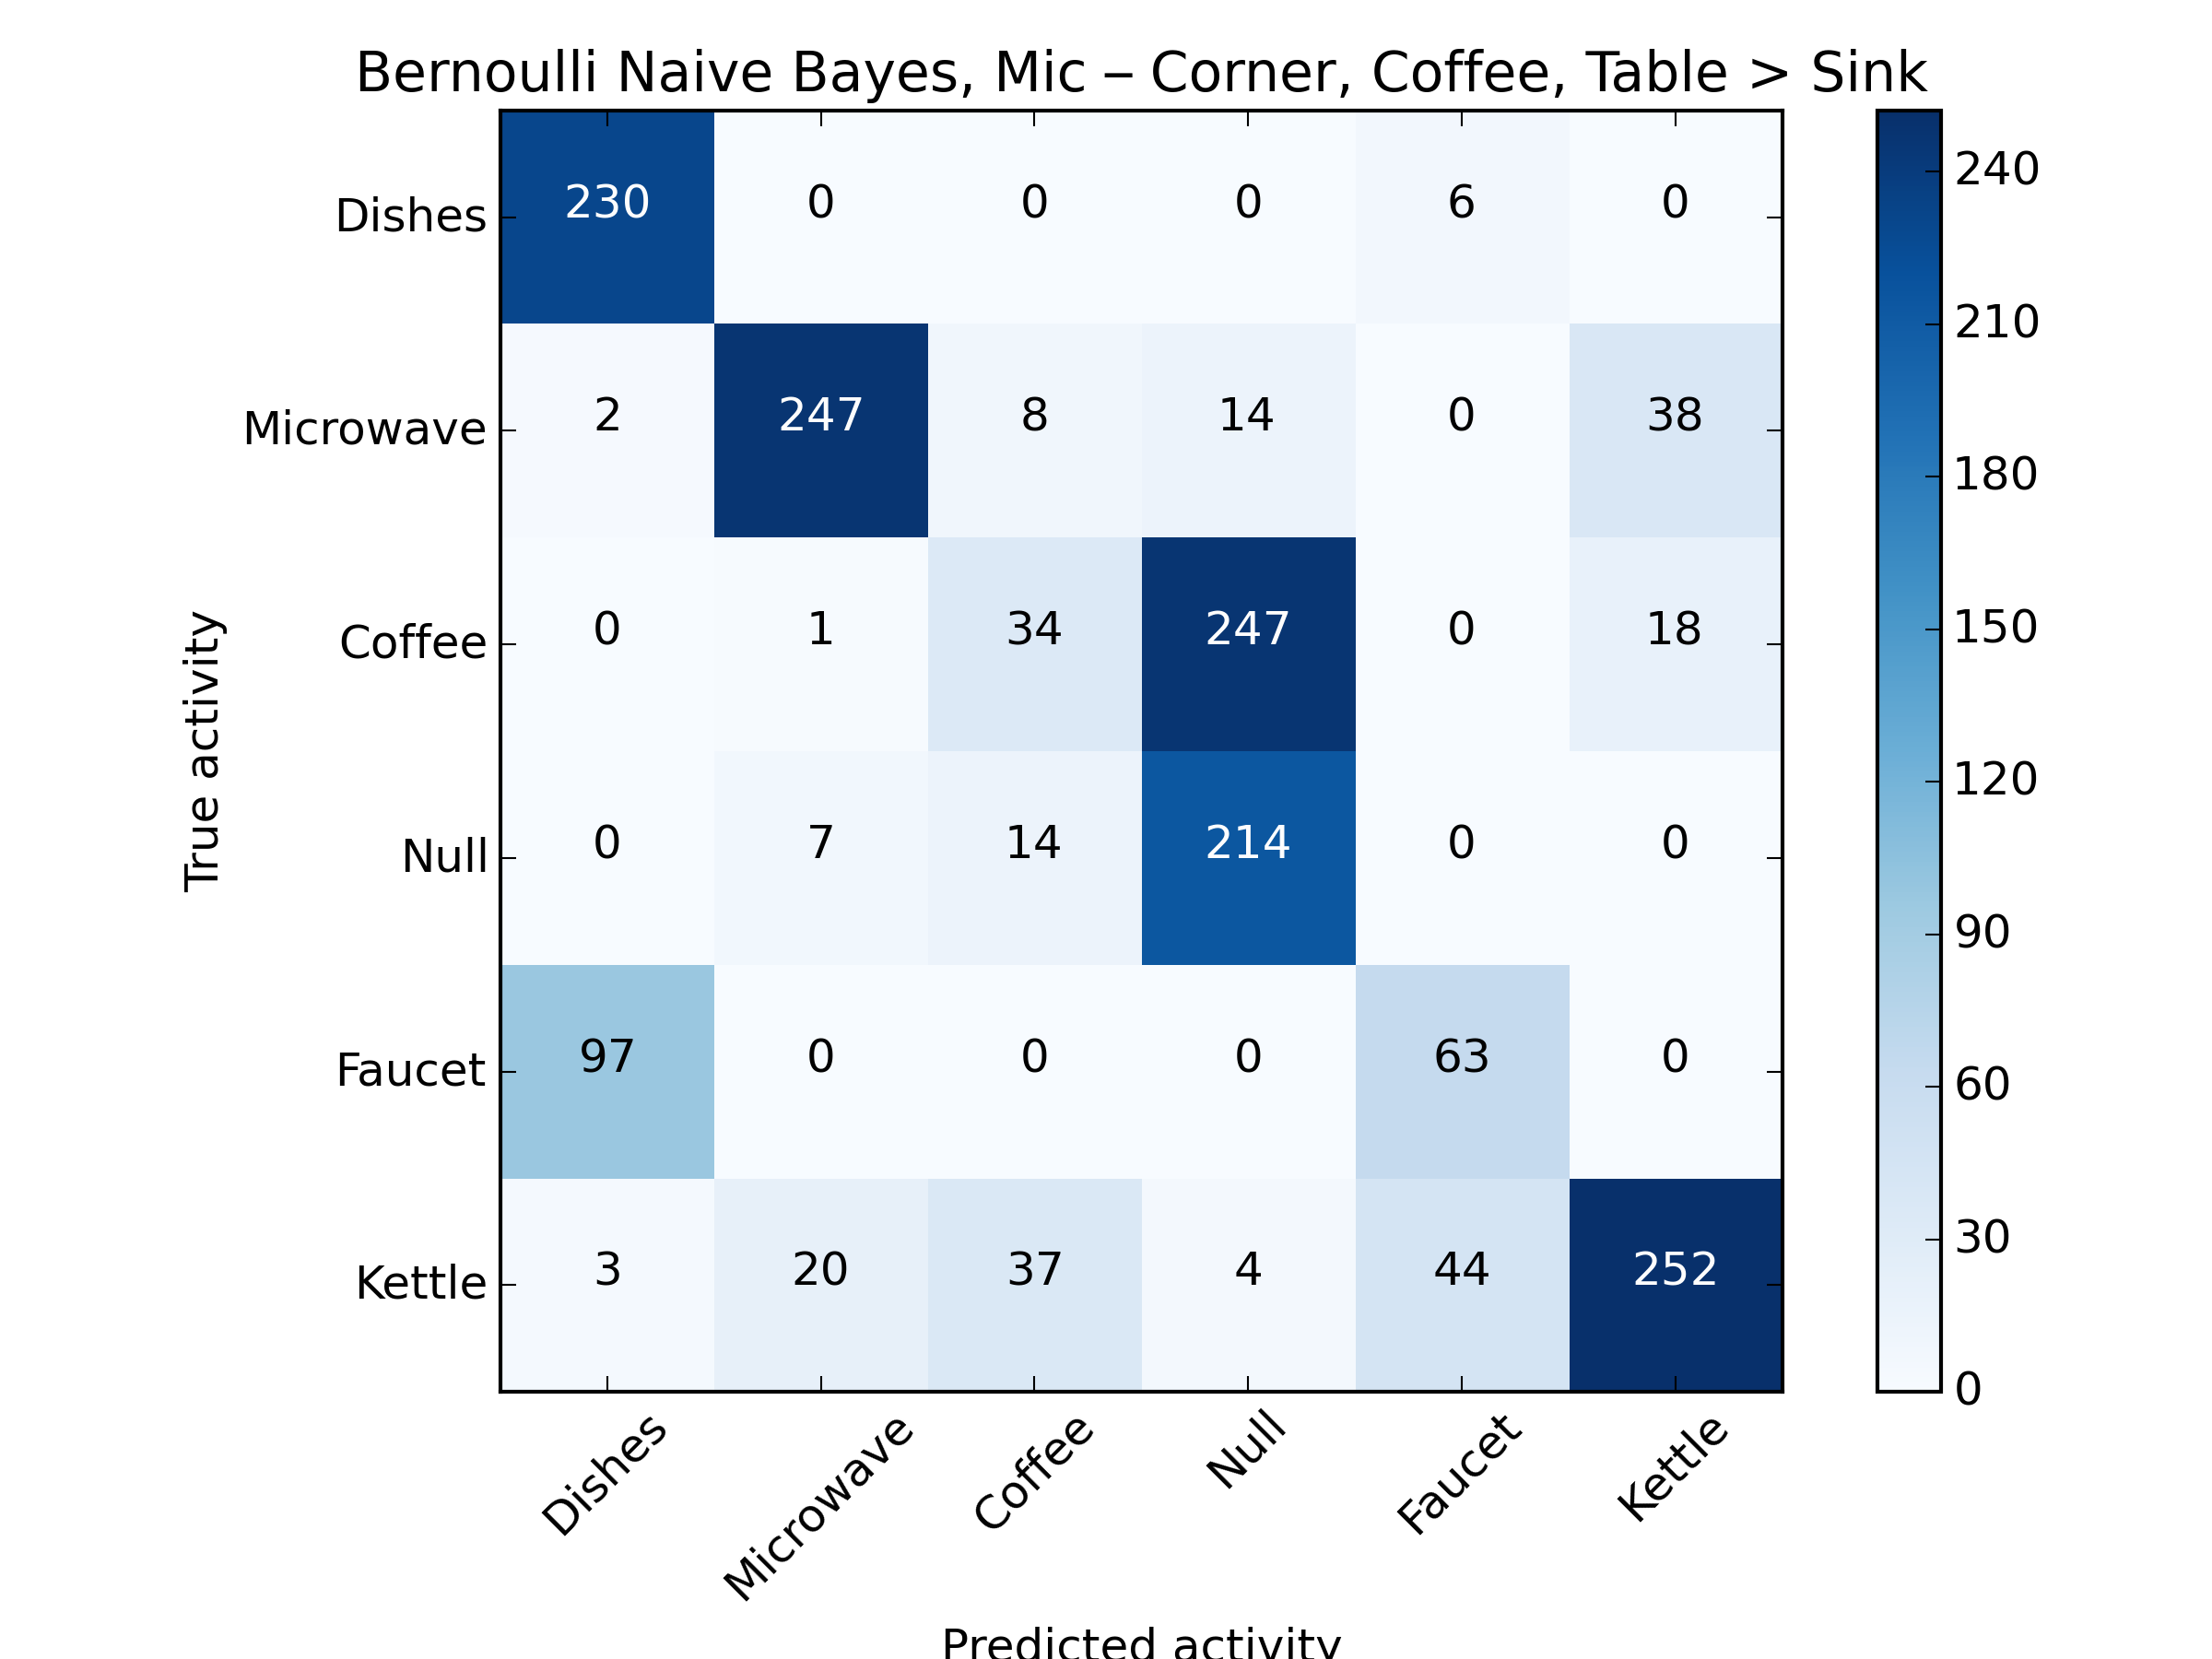 Bernoulli Naive Bayes, Mic – Corner, Coffee, Table > Sink
Dishes 230 0 0 0 6 0
Microwave 2 247 8 14 0 38
Coffee 0 1 34 247 0 18
Null 0 7 14 214 0 0
Faucet 97 0 0 0 63 0
Kettle 3 20 37 4 44 252
True activity
Dishes Microwave Coffee Null Faucet Kettle
Predicted activity
240
210
180
150
120
90
60
30
0